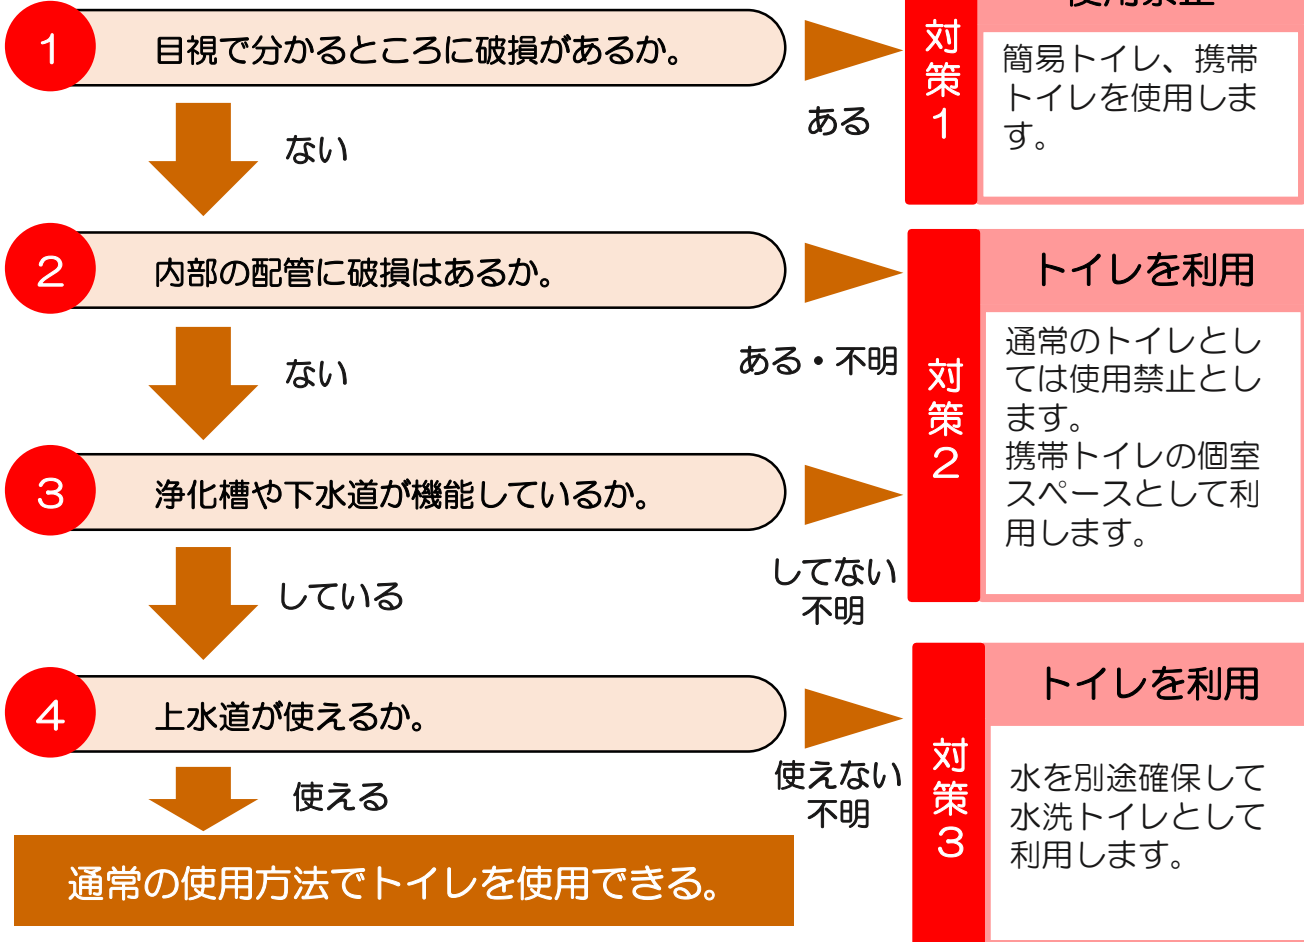 1
目視で分かるところに破損があるか。
ある
ない
対策1
簡易トイレ、携帯
トイレを使用しま
す。
2
内部の配管に破損はあるか。
ある・不明
ない
対策2
トイレを利用
通常のトイレとし
ては使用禁止とし
ます。
携帯トイレの個室
スペースとして利
用します。
3
浄化槽や下水道が機能しているか。
してない
不明
している
4
上水道が使えるか。
使えない
不明
使える
対策3
トイレを利用
水を別途確保して
水洗トイレとして
利用します。
通常の使用方法でトイレを使用できる。